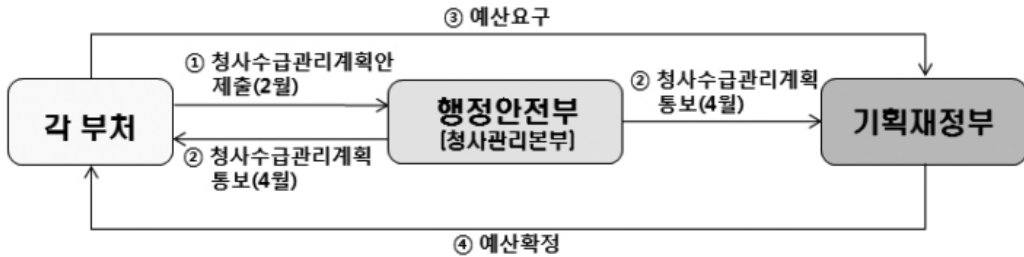 ③ 예산요구
① 청사수급관리계획안
제출(2월)
② 청사수급관리계획
통보(4월)
각 부처
행정안전부
[청사관리본부]
기획재정부
② 청사수급관리계획
통보(4월)
④ 예산확정